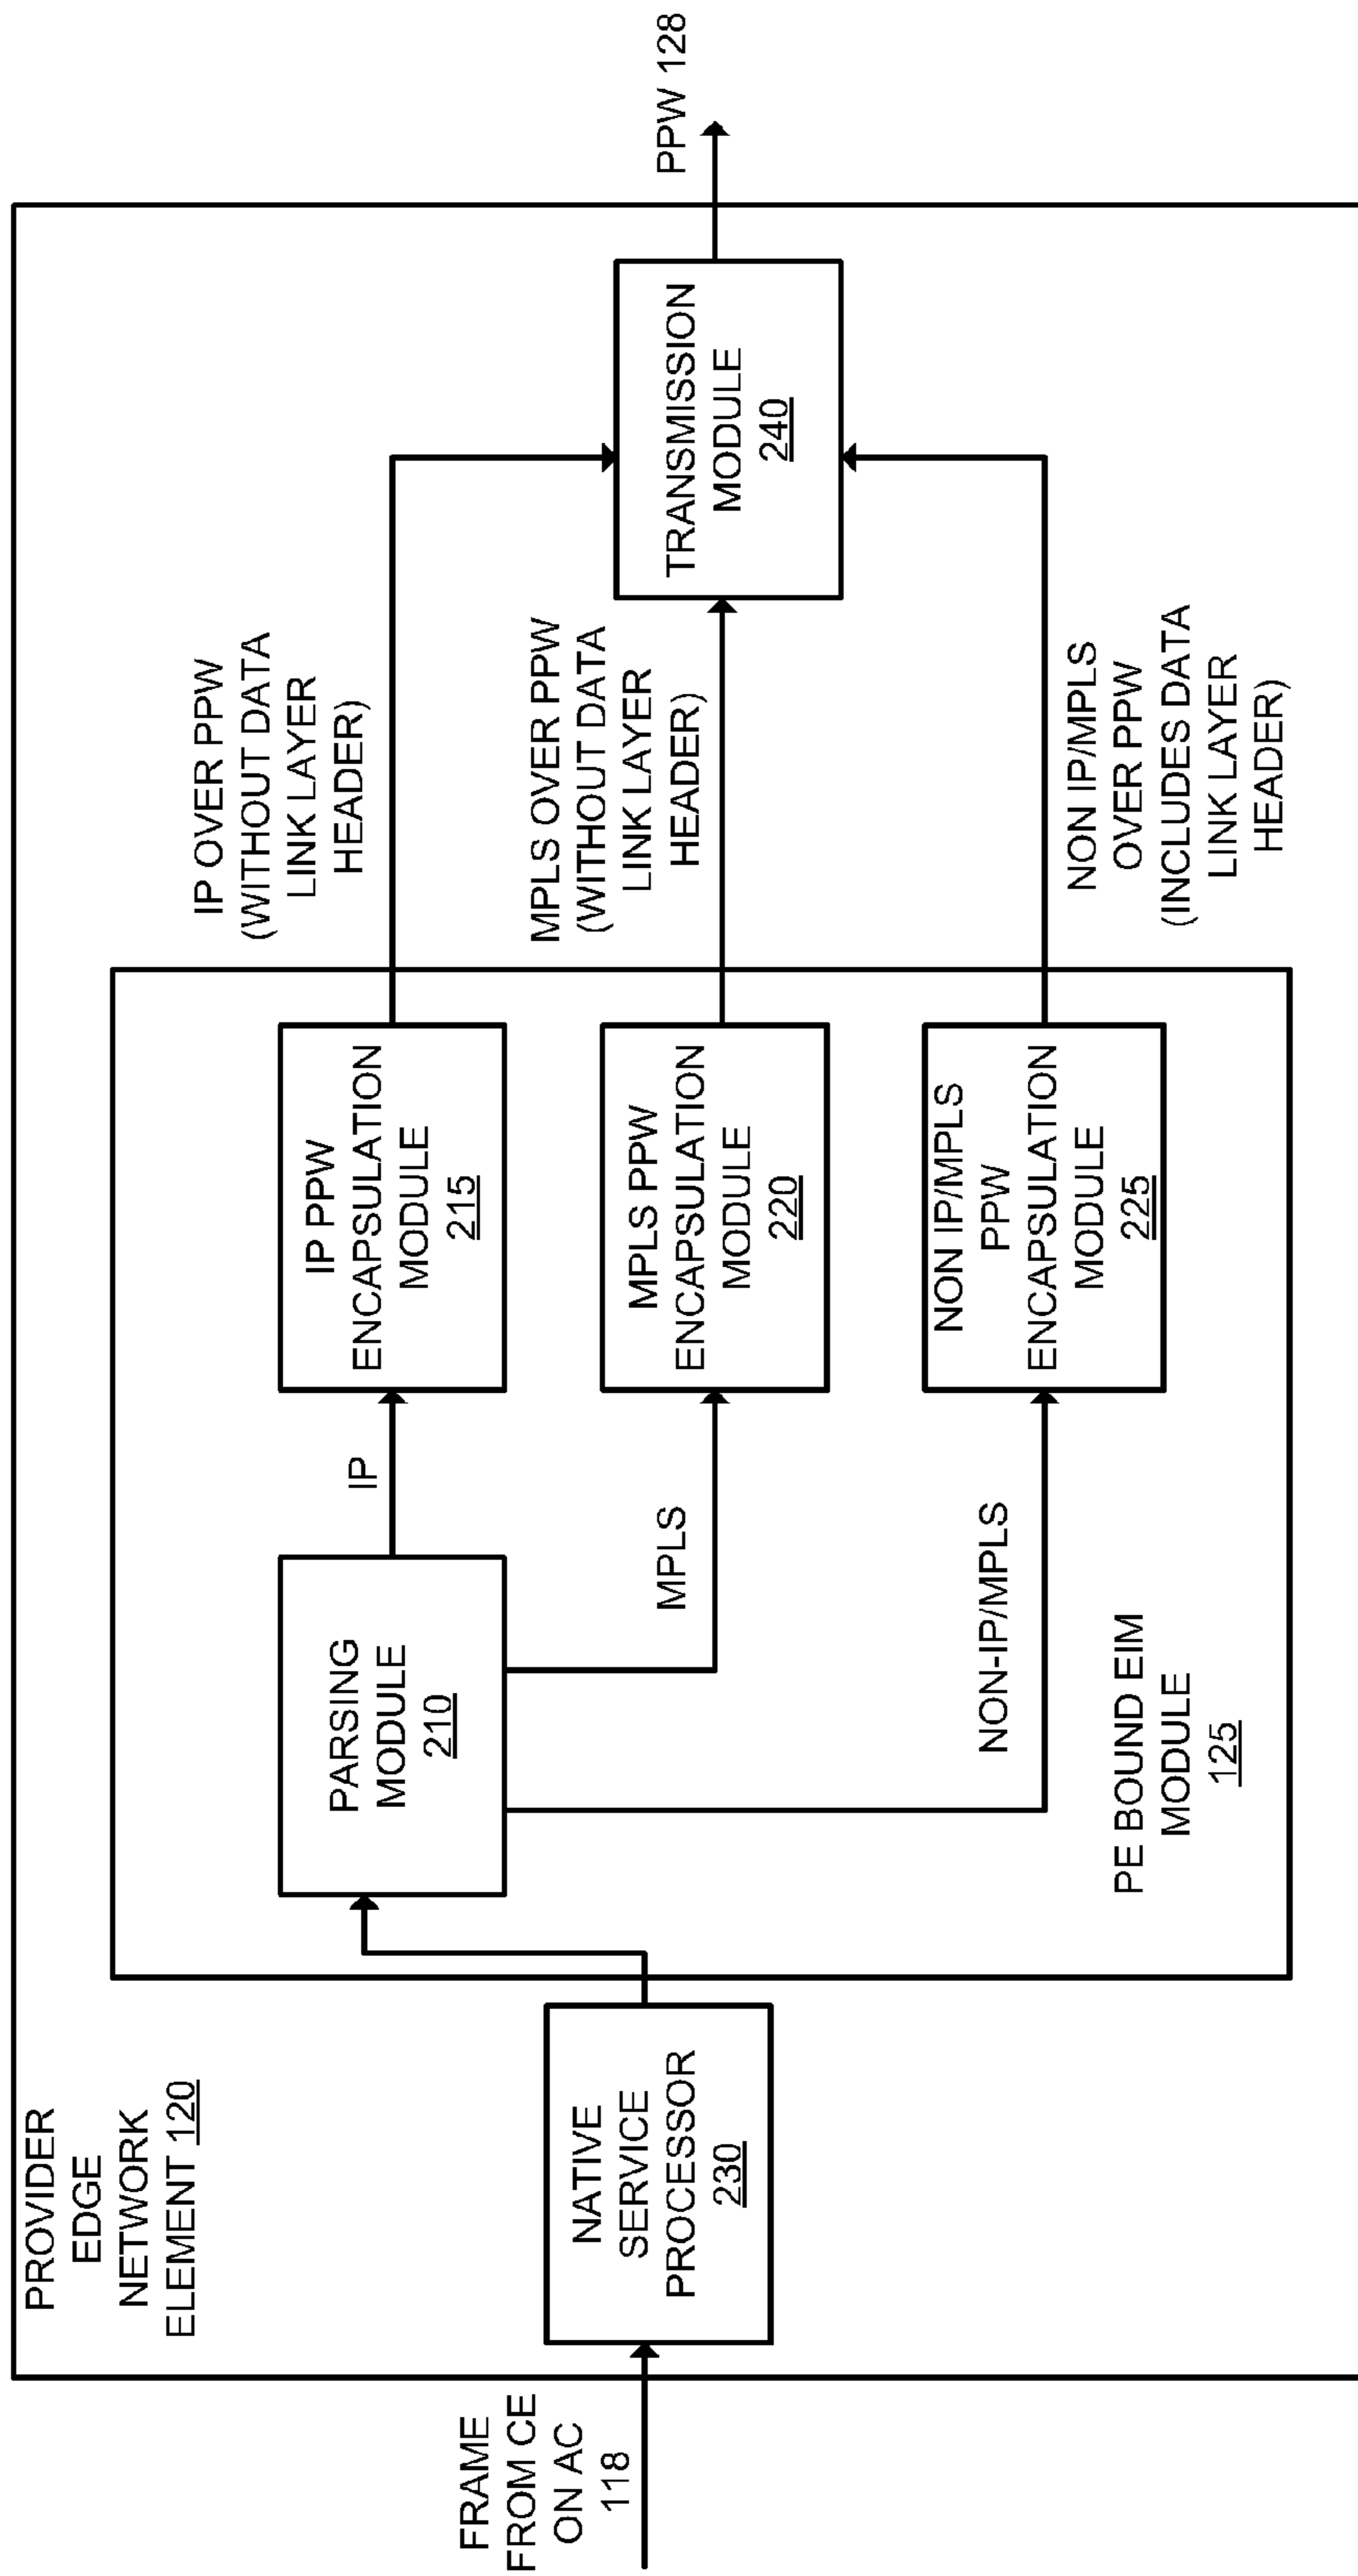 PROVIDER
EDGE
NETWORK
ELEMENT 120
FRAME
FROM CE
ON AC
118
NATIVE
SERVICE
PROCESSOR
230
PARSING
MODULE
210
IP
MPLS
NON-IP/MPLS
PE BOUND EIM
MODULE
125
IP PPW
ENCAPSULATION
MODULE
215
MPLS PPW
ENCAPSULATION
MODULE
220
NON IP/MPLS
PPW
ENCAPSULATION
MODULE
225
IP OVER PPW
(WITHOUT DATA
LINK LAYER
HEADER)
MPLS OVER PPW
(WITHOUT DATA
LINK LAYER
HEADER)
NON IP/MPLS
OVER PPW
(INCLUDES DATA
LINK LAYER
HEADER)
TRANSMISSION
MODULE
240
PPW 128